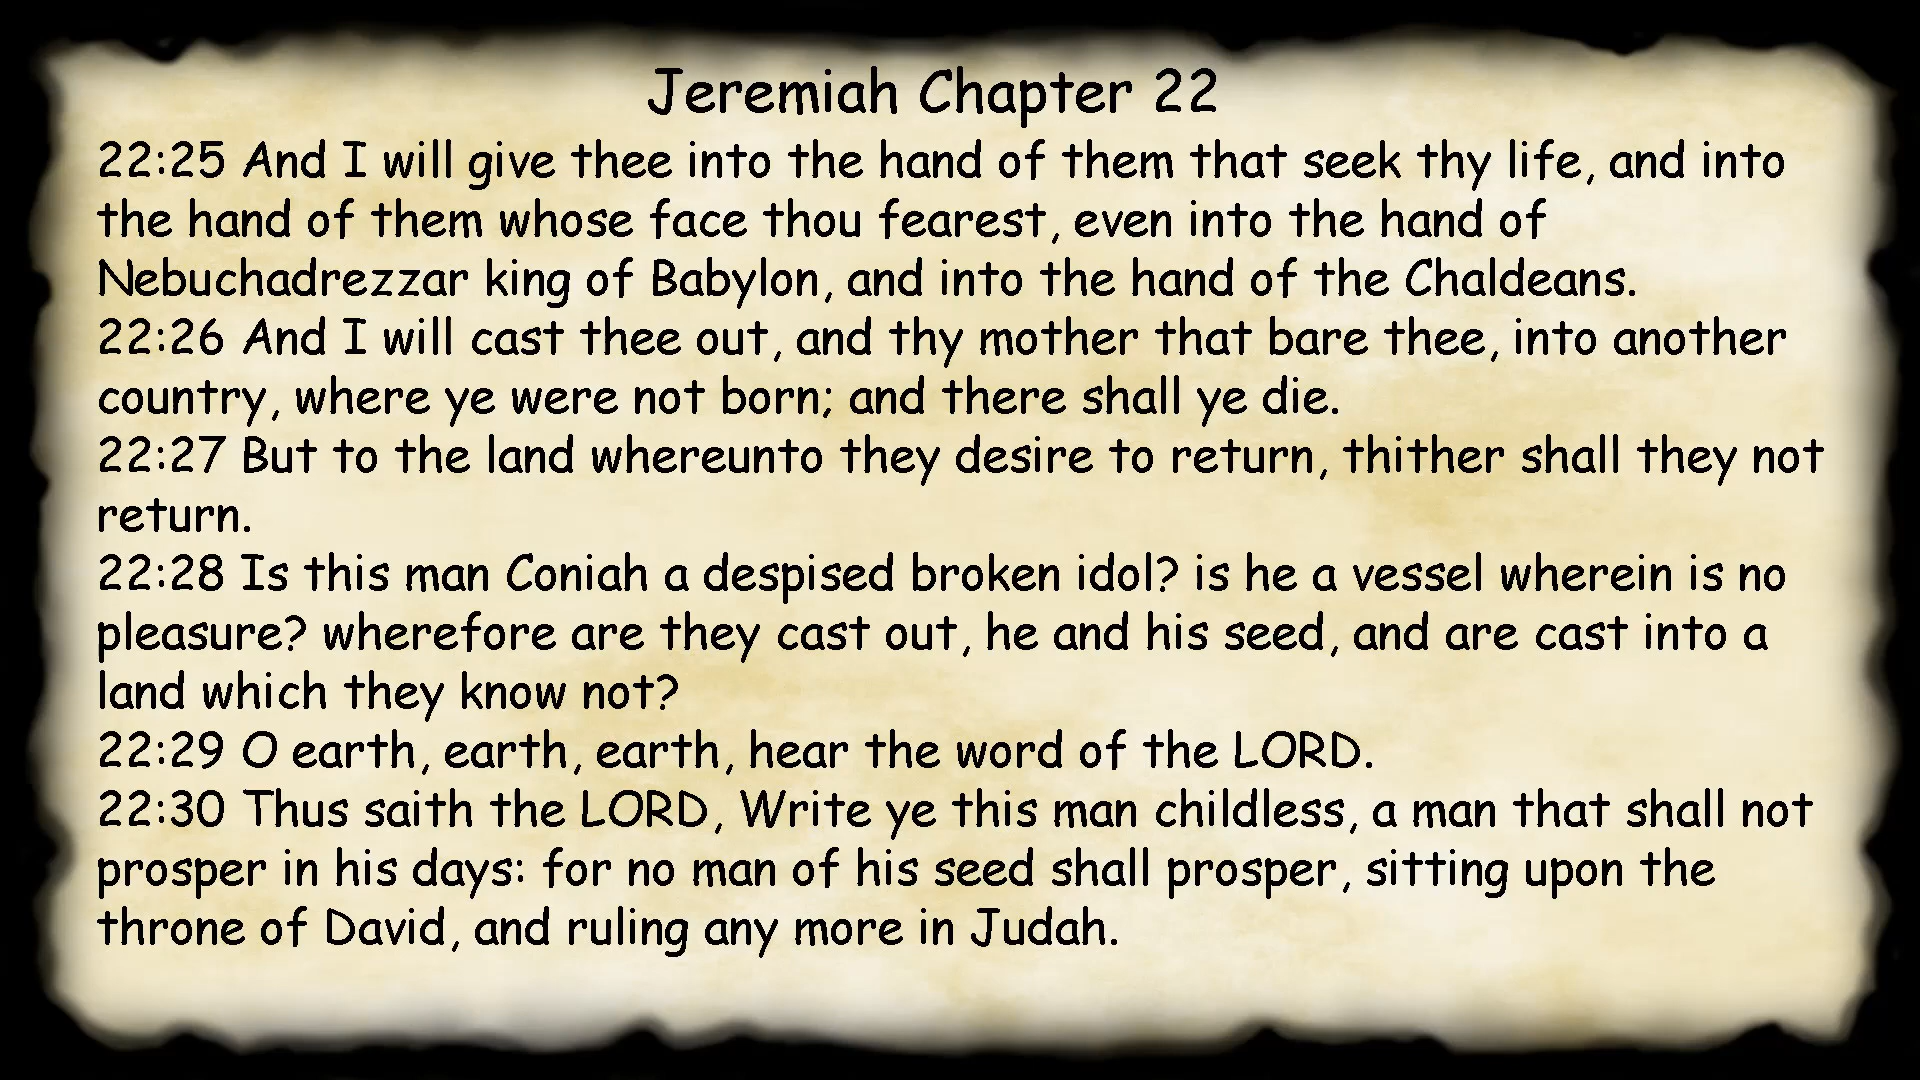 Jeremiah Chapter 22
22:25 And I will give thee into the hand of them that seek thy life, and into
the hand of them whose face thou fearest, even into the hand of
Nebuchadrezzar king of Babylon, and into the hand of the Chaldeans.
22:26 And I will cast thee out, and thy mother that bare thee, into another
country, where ye were not born; and there shall ye die.
22:27 But to the land whereunto they desire to return, thither shall they not
return.
22:28 Is this man Coniah a despised broken idol? is he a vessel wherein is no
pleasure? wherefore are they cast out, he and his seed, and are cast into a
land which they know not?
22:29 O earth, earth, earth, hear the word of the LORD.
22:30 Thus saith the LORD, Write ye this man childless, a man that shall not
prosper in his days: for no man of his seed shall prosper, sitting upon the
throne of David, and ruling any more in Judah.